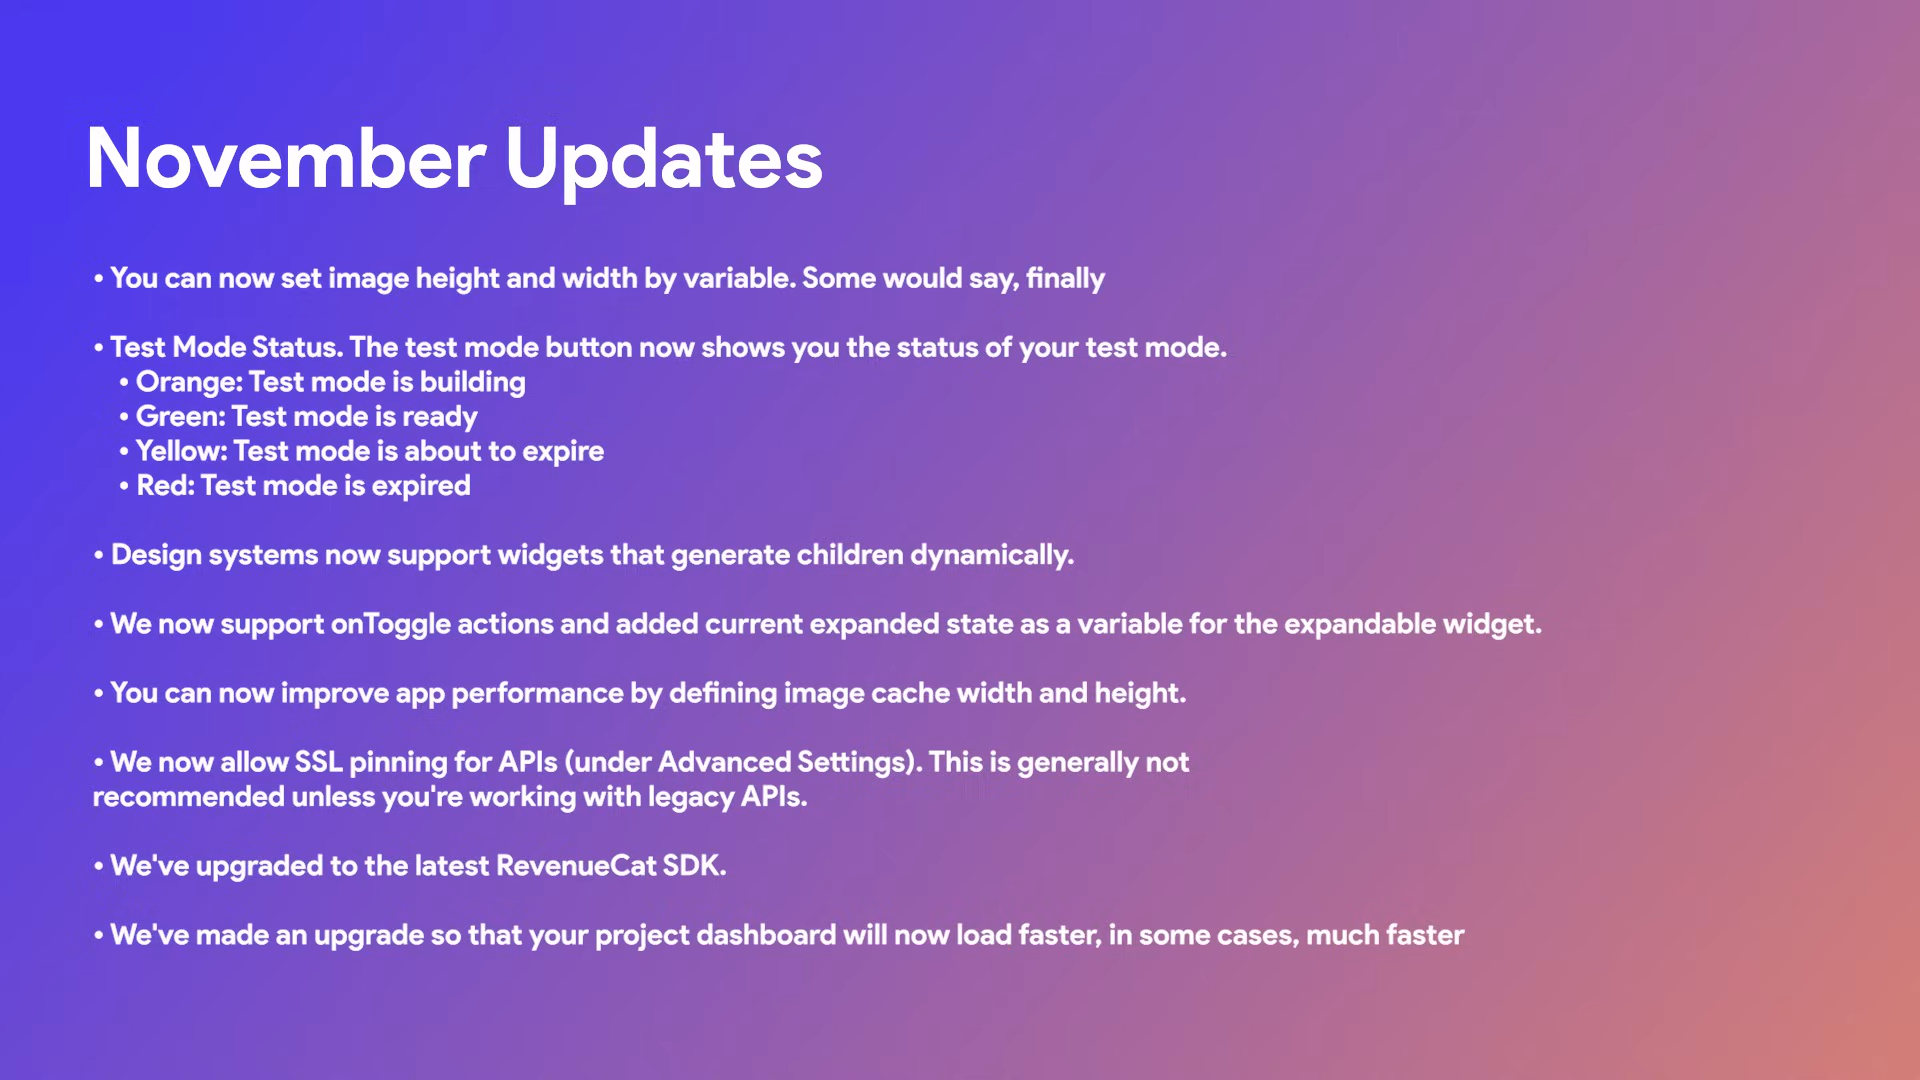 November Updates
• You can now set image height and width by variable. Some would say, finally
• Test Mode Status. The test mode button now shows you the status of your test mode.
• Orange: Test mode is building
• Green: Test mode is ready
• Yellow: Test mode is about to expire
• Red: Test mode is expired
• Design systems now support widgets that generate children dynamically.
• We now support onToggle actions and added current expanded state as a variable for the expandable widget.
• You can now improve app performance by defining image cache width and height.
• We now allow SSL pinning for APIs (under Advanced Settings). This is generally not
recommended unless you're working with legacy APIs.
• We've upgraded to the latest RevenueCat SDK.
• We've made an upgrade so that your project dashboard will now load faster, in some cases, much faster